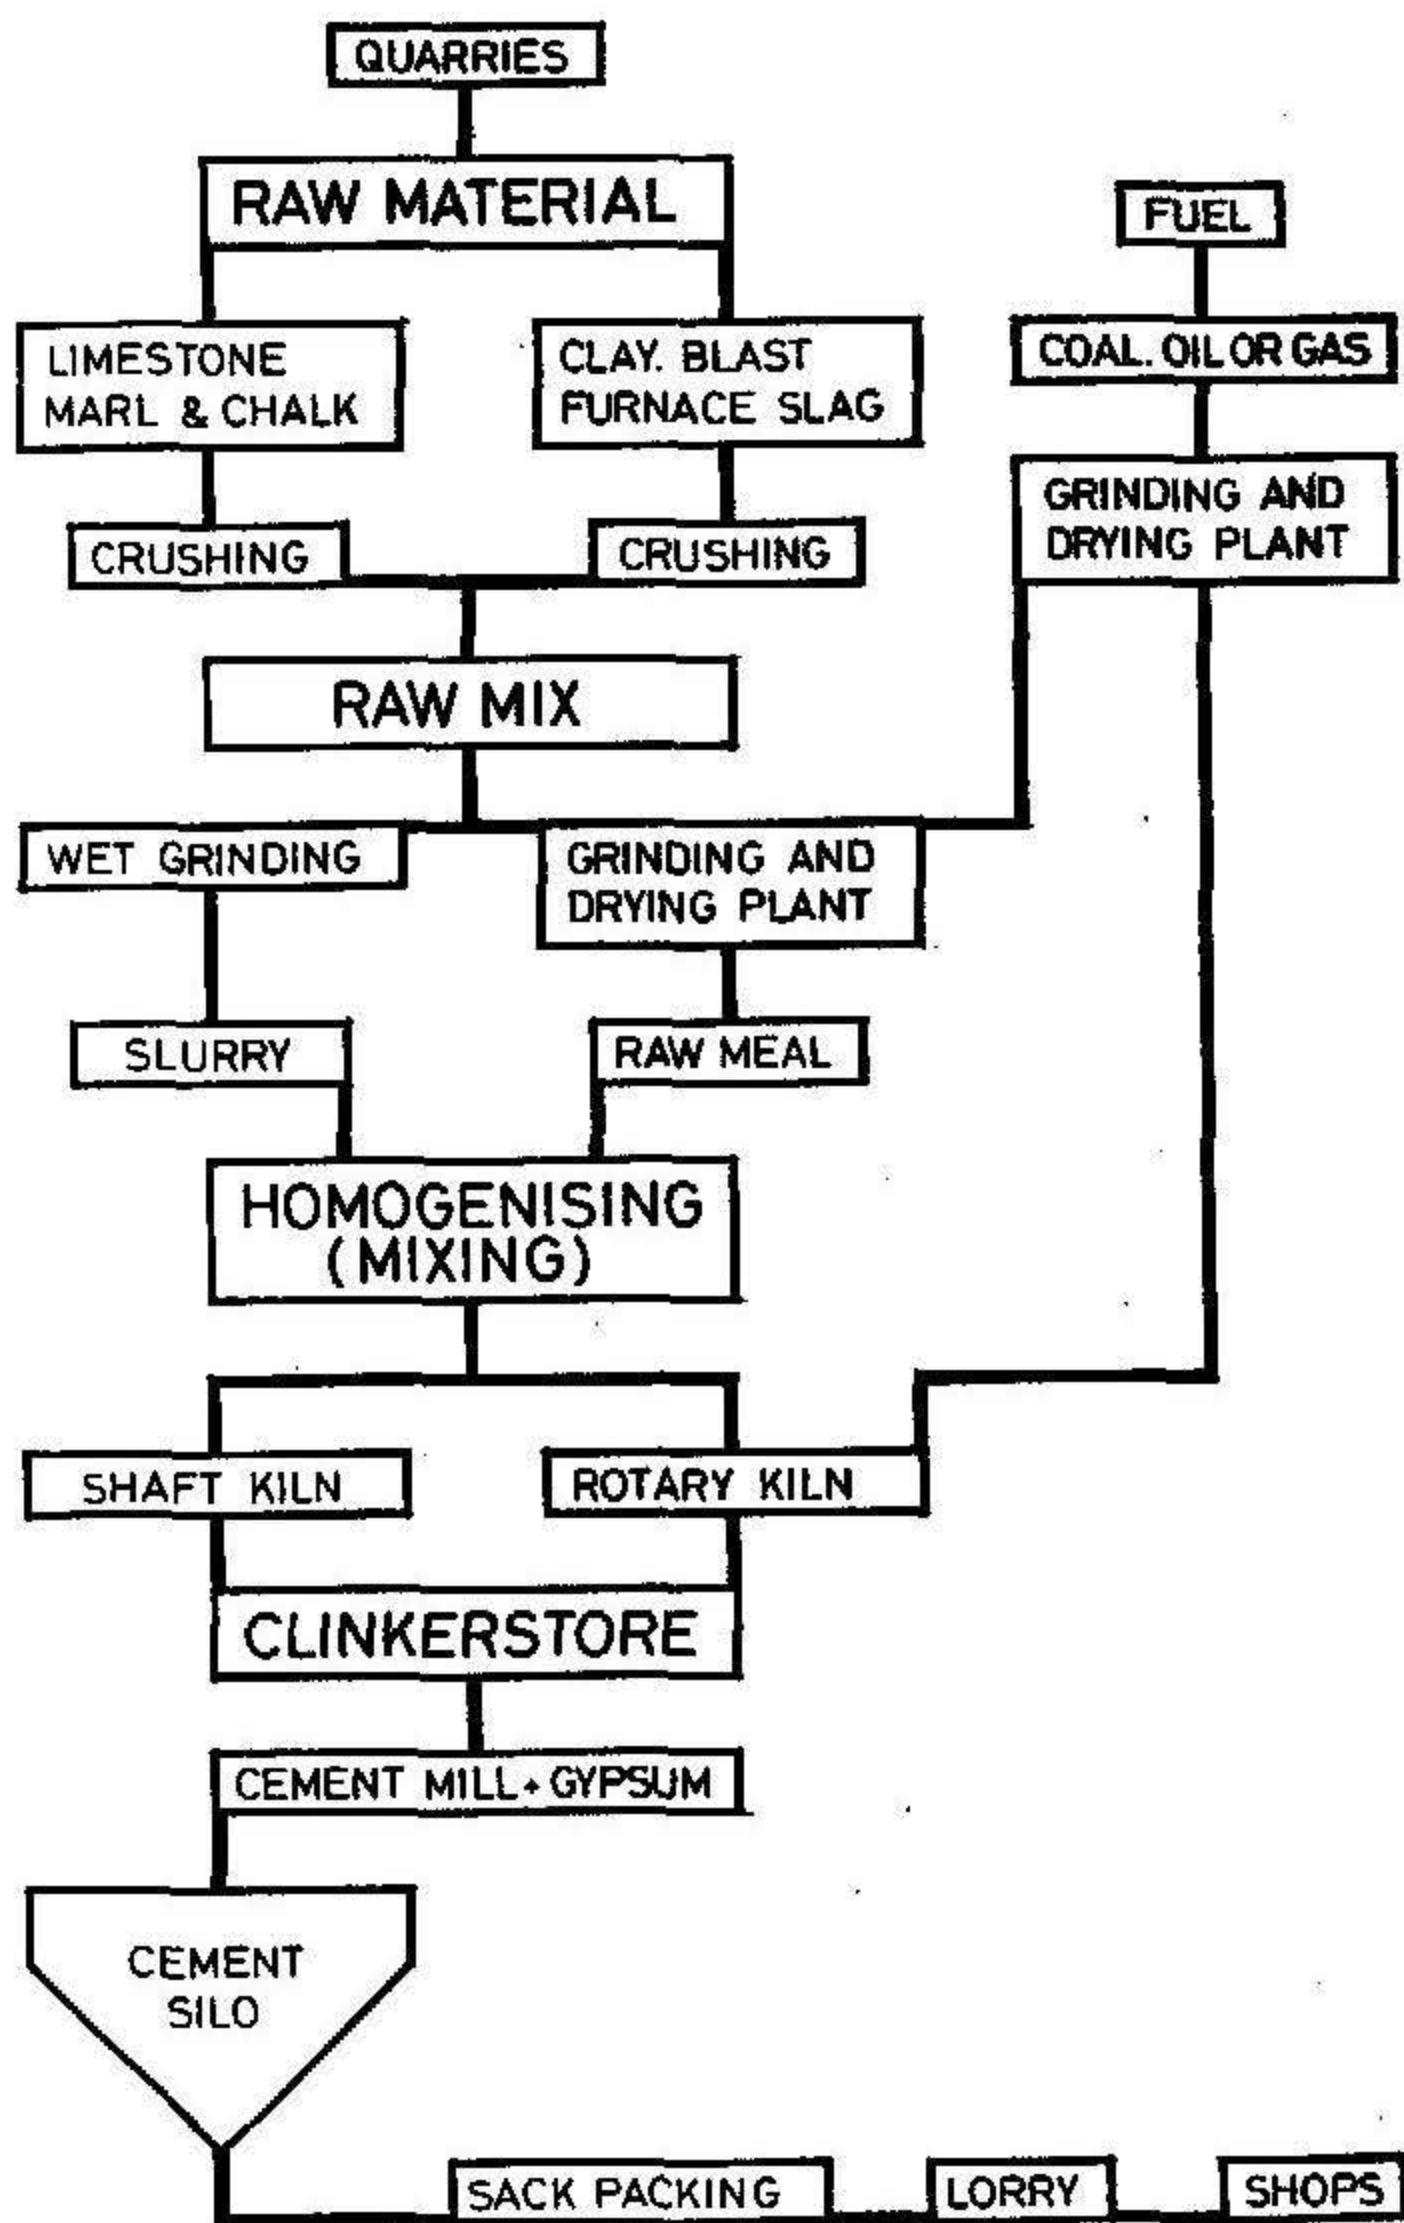 QUARRIES
RAW MATERIAL
FUEL
LIMESTONE
MARL & CHALK
CLAY. BLAST
FURNACE SLAG
COAL. OIL OR GAS
GRINDING AND
DRYING PLANT
CRUSHING
CRUSHING
RAW MIX
WET GRINDING
GRINDING AND
DRYING PLANT
SLURRY
RAW MEAL
HOMOGENISING
(MIXING)
SHAFT KILN
ROTARY KILN
CLINKERSTORE
CEMENT MILL + GYPSUM
CEMENT
SILO
SACK PACKING
LORRY
SHOPS